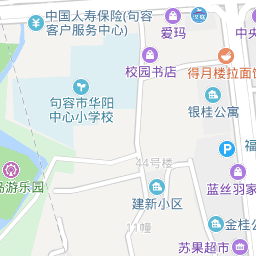 中国人寿保险(句容
客户服务中心)
爱玛
校园书店
得月楼拉面馆
中央
银桂公寓
句容市华阳
中心小学校
福
P
44号楼
岛游乐园
建新小区
蓝丝羽家
11幢
金桂公
苏果超市